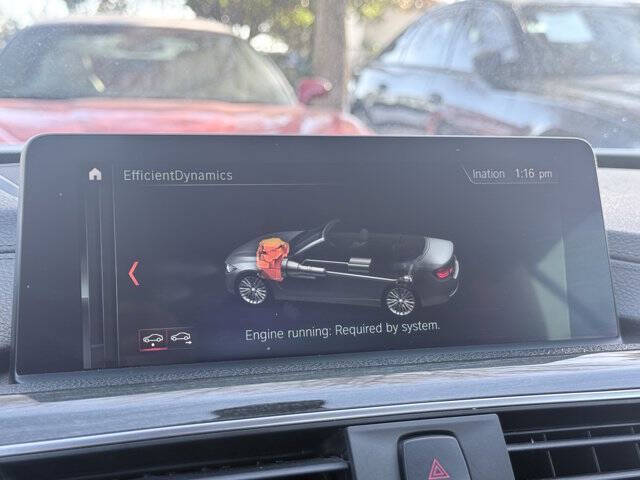 EfficientDynamics
Ination 1:16 pm
Engine running: Required by system.